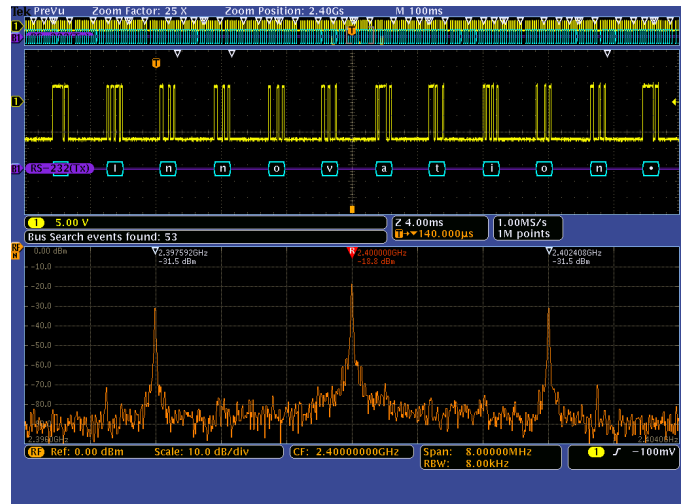 Tek PreVu Zoom Factor: 25 X Zoom Position: 2.40Gs M 100ms
T
1
RS-232(Tx) I n n o v a t i o n •
1 5.00 V
Z 4.00ms 1.00MS/s
T→▾140.000µs 1M points
Bus Search events found: 53
0.00 dBm 2.397592GHz R 2.400000GHz 2.402408GHz
-31.5 dBm -18.8 dBm -31.5 dBm
-10.0
-20.0
-30.0
-40.0
-50.0
-60.0
-70.0
-80.0
RF Ref: 0.00 dBm Scale: 10.0 dB/div CF: 2.40000000GHz Span: 8.00000MHz 1 -100mV
RBW: 8.00kHz